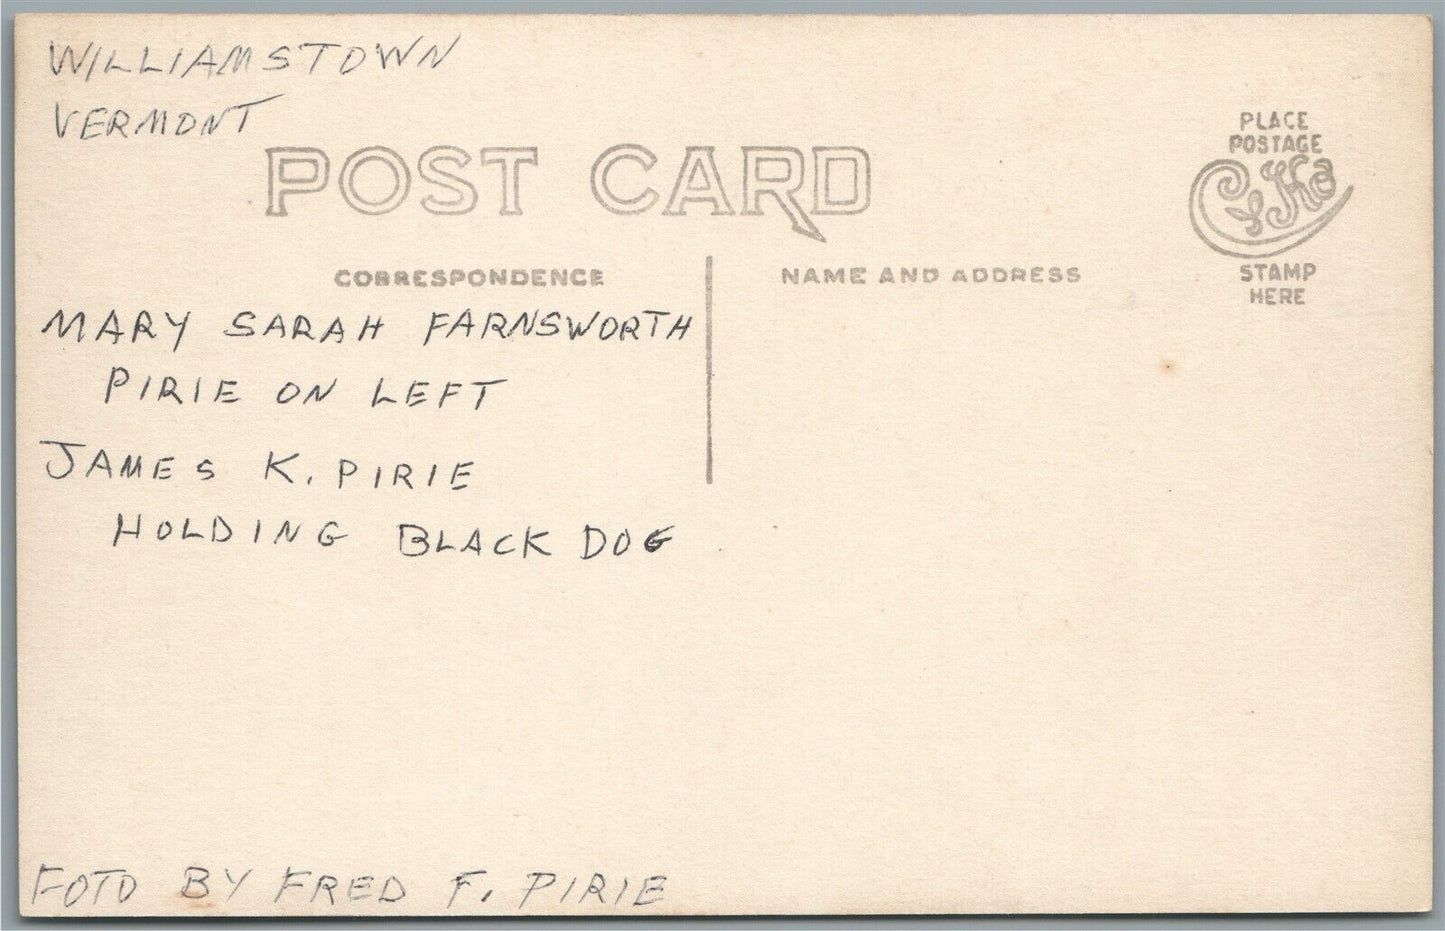 WILLIAMSTOWN
VERMONT
POST CARD
PLACE
POSTAGE
CyKo
STAMP
HERE
CORRESPONDENCE
NAME AND ADDRESS
MARY SARAH FARNSWORTH
PIRIE ON LEFT
JAMES K. PIRIE
HOLDING BLACK DOG
FOTO BY FRED F. PIRIE